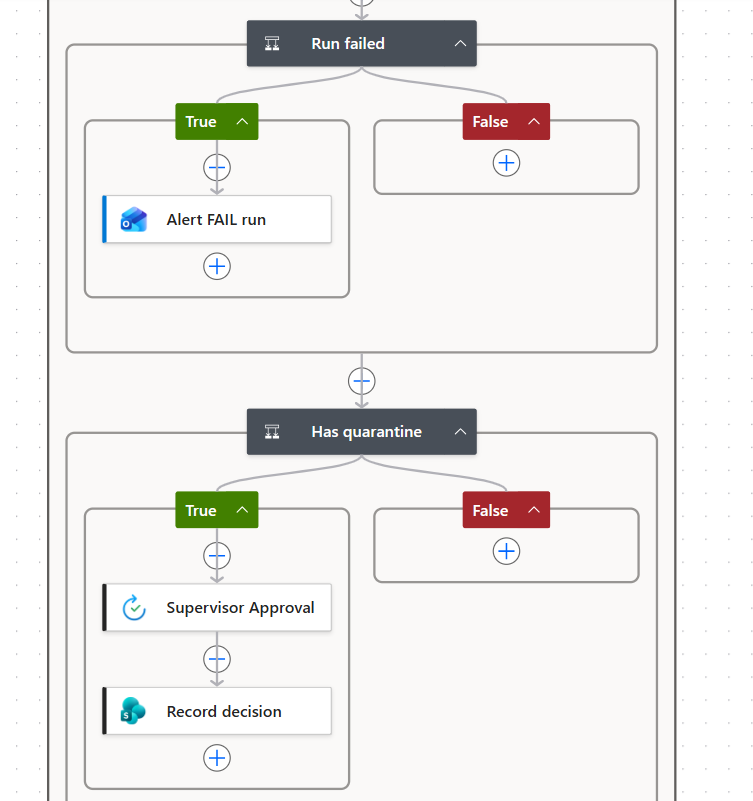 Run failed
True
False
Alert FAIL run
Has quarantine
True
False
Supervisor Approval
Record decision